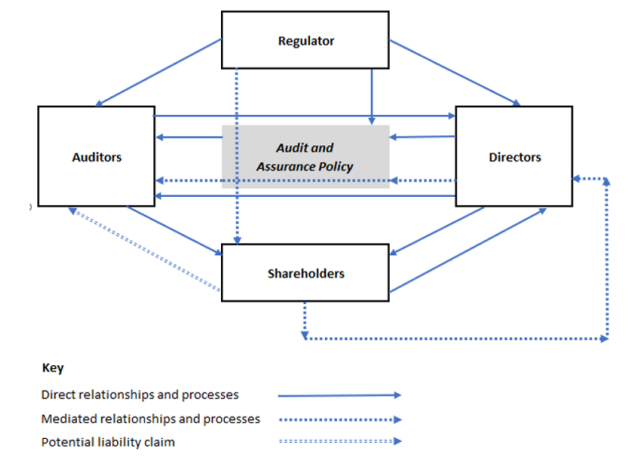 Regulator
Auditors
Audit and
Assurance Policy
Directors
Shareholders
Key
Direct relationships and processes
Mediated relationships and processes
Potential liability claim